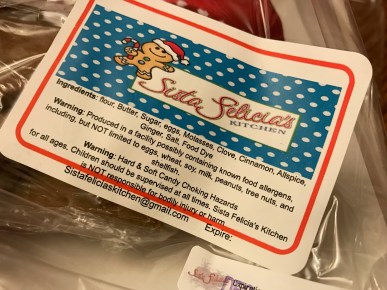 Sista Felicia's
KITCHEN
Ingredients: flour, Butter, Sugar, eggs, Molasses, Clove, Cinnamon, Allspice,
Ginger, Salt, Food Dye
Warning: Produced in a facility possibly containing known food allergens,
including, but NOT limited to eggs, wheat, soy, milk, peanuts, tree nuts, and
shellfish.
Warning: Hard & Soft Candy Choking Hazards
for all ages. Children should be supervised at all times. Sista Felicia's Kitchen
is NOT responsible for bodily injury or harm
Sistafeliciaskitchen@gmail.com
Expire: